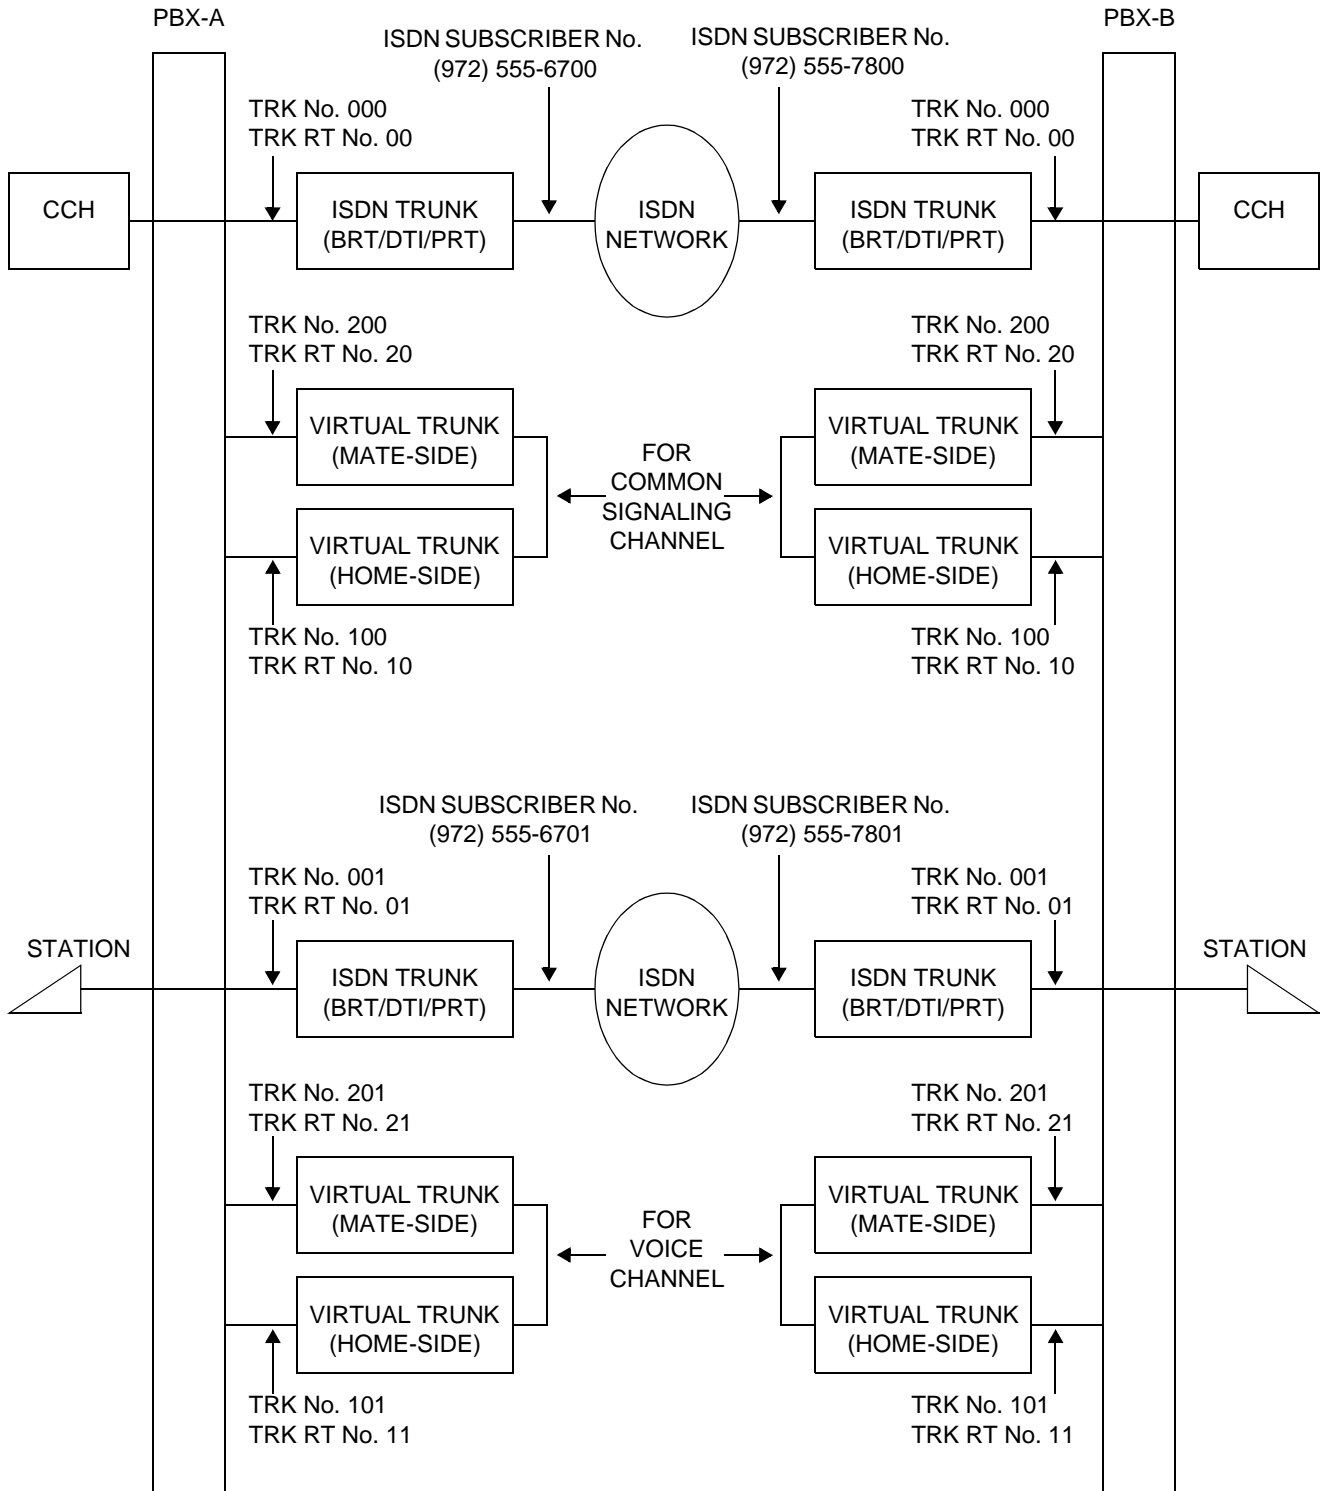 PBX-A
PBX-B
ISDN SUBSCRIBER No.
(972) 555-6700
ISDN SUBSCRIBER No.
(972) 555-7800
TRK No. 000
TRK RT No. 00
TRK No. 000
TRK RT No. 00
CCH
ISDN TRUNK
(BRT/DTI/PRT)
ISDN
NETWORK
ISDN TRUNK
(BRT/DTI/PRT)
CCH
TRK No. 200
TRK RT No. 20
TRK No. 200
TRK RT No. 20
VIRTUAL TRUNK
(MATE-SIDE)
FOR
COMMON
SIGNALING
CHANNEL
VIRTUAL TRUNK
(MATE-SIDE)
VIRTUAL TRUNK
(HOME-SIDE)
VIRTUAL TRUNK
(HOME-SIDE)
TRK No. 100
TRK RT No. 10
TRK No. 100
TRK RT No. 10
ISDN SUBSCRIBER No.
(972) 555-6701
ISDN SUBSCRIBER No.
(972) 555-7801
TRK No. 001
TRK RT No. 01
TRK No. 001
TRK RT No. 01
STATION
ISDN TRUNK
(BRT/DTI/PRT)
ISDN
NETWORK
ISDN TRUNK
(BRT/DTI/PRT)
STATION
TRK No. 201
TRK RT No. 21
TRK No. 201
TRK RT No. 21
VIRTUAL TRUNK
(MATE-SIDE)
FOR
VOICE
CHANNEL
VIRTUAL TRUNK
(MATE-SIDE)
VIRTUAL TRUNK
(HOME-SIDE)
VIRTUAL TRUNK
(HOME-SIDE)
TRK No. 101
TRK RT No. 11
TRK No. 101
TRK RT No. 11